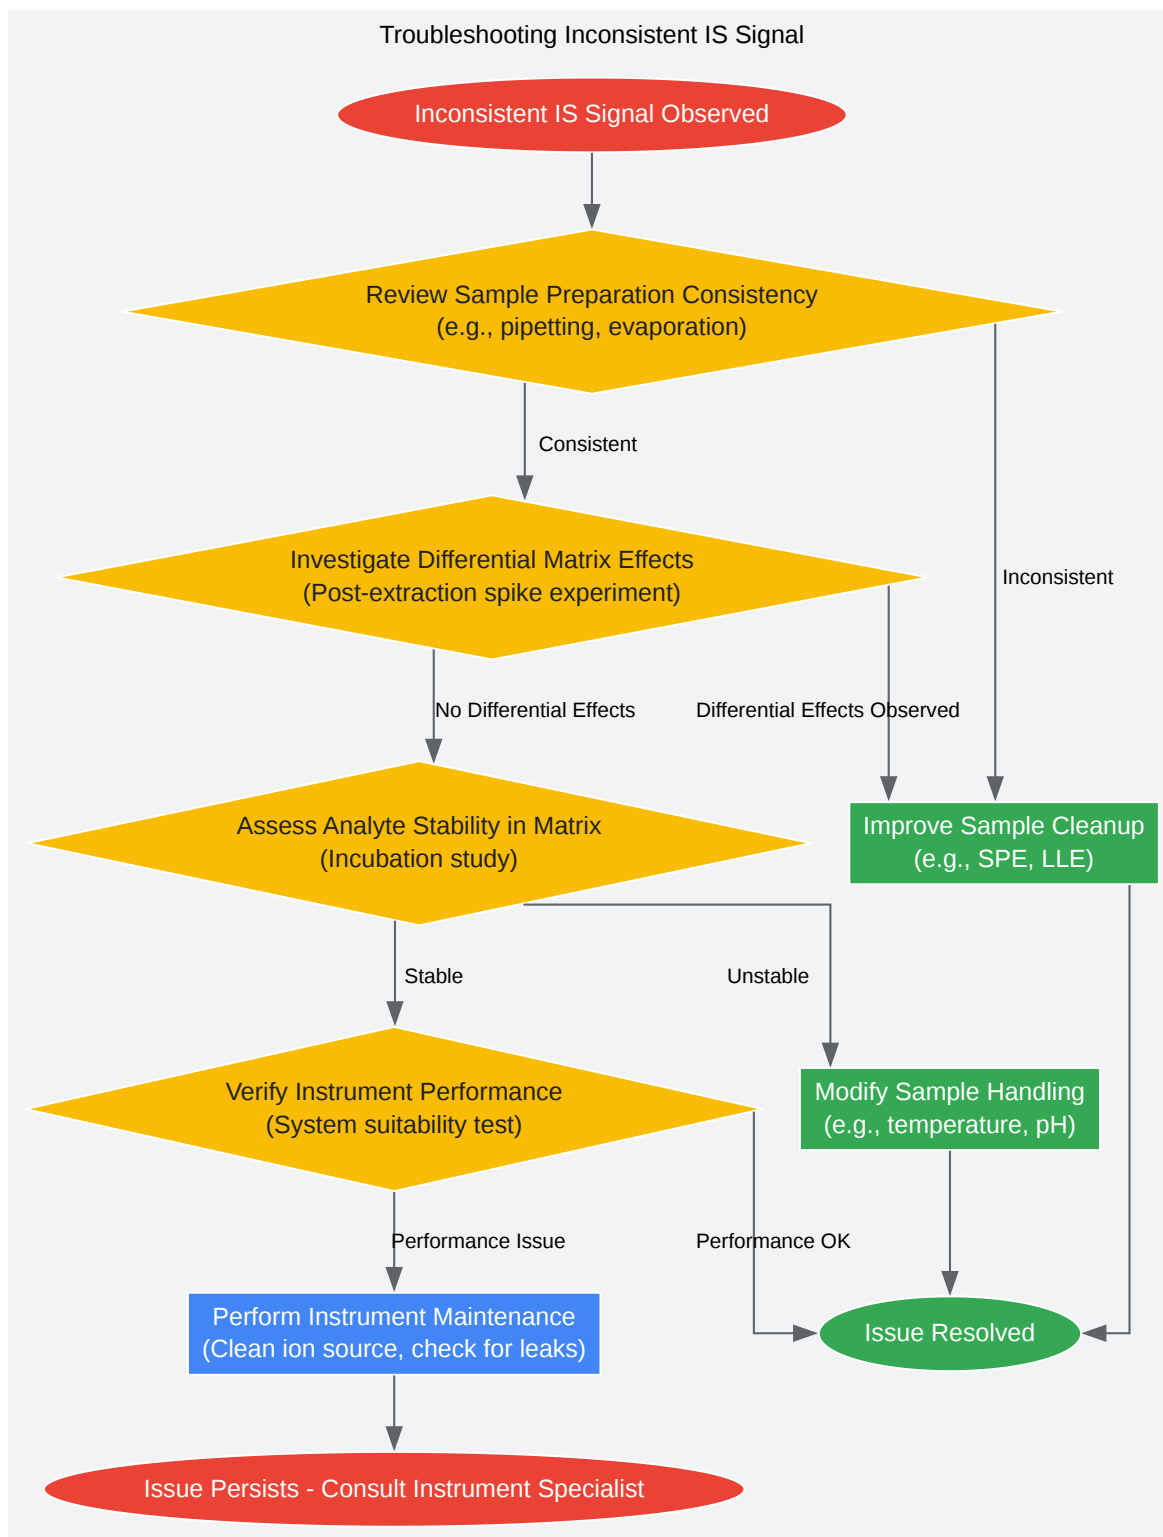 Troubleshooting Inconsistent IS Signal
Inconsistent IS Signal Observed
Review Sample Preparation Consistency
(e.g., pipetting, evaporation)
Consistent
Investigate Differential Matrix Effects
(Post-extraction spike experiment)
Inconsistent
No Differential Effects
Differential Effects Observed
Assess Analyte Stability in Matrix
(Incubation study)
Improve Sample Cleanup
(e.g., SPE, LLE)
Stable
Unstable
Verify Instrument Performance
(System suitability test)
Modify Sample Handling
(e.g., temperature, pH)
Performance Issue
Performance OK
Perform Instrument Maintenance
(Clean ion source, check for leaks)
Issue Resolved
Issue Persists - Consult Instrument Specialist